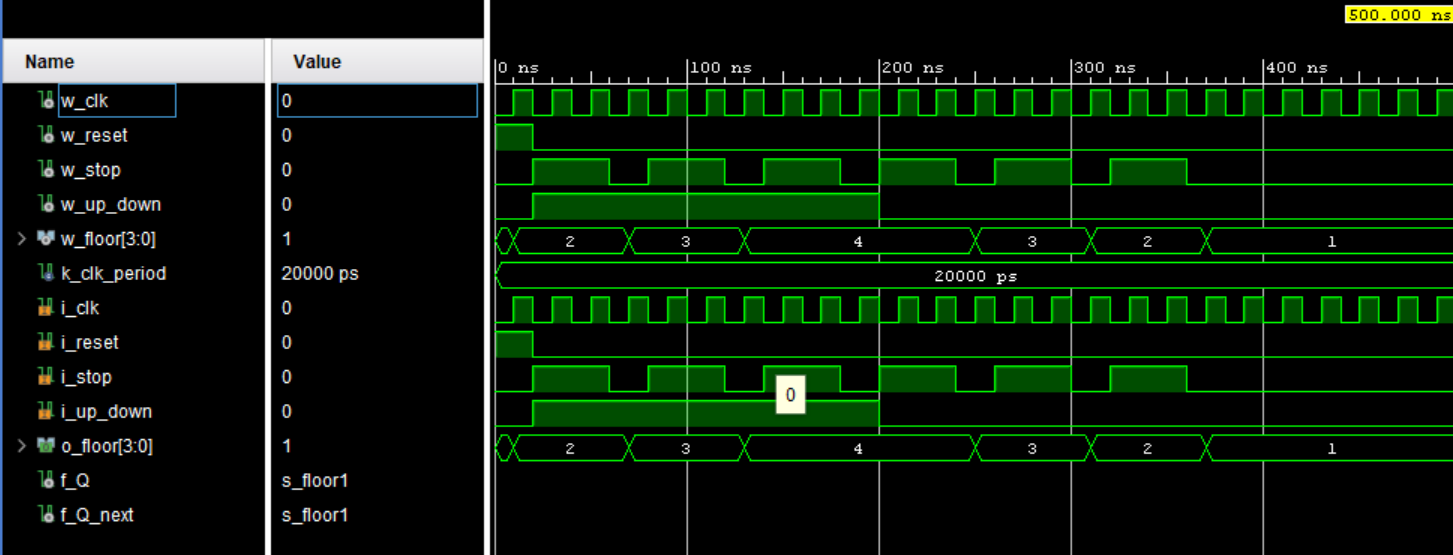 500.000 ns
Name Value
0 ns 100 ns 200 ns 300 ns 400 ns
w_clk 0
w_reset 0
w_stop 0
w_up_down 0
w_floor[3:0] 1 2 3 4 3 2 1
k_clk_period 20000 ps 20000 ps
i_clk 0
i_reset 0
i_stop 0
0
i_up_down 0
o_floor[3:0] 1 2 3 4 3 2 1
f_Q s_floor1
f_Q_next s_floor1